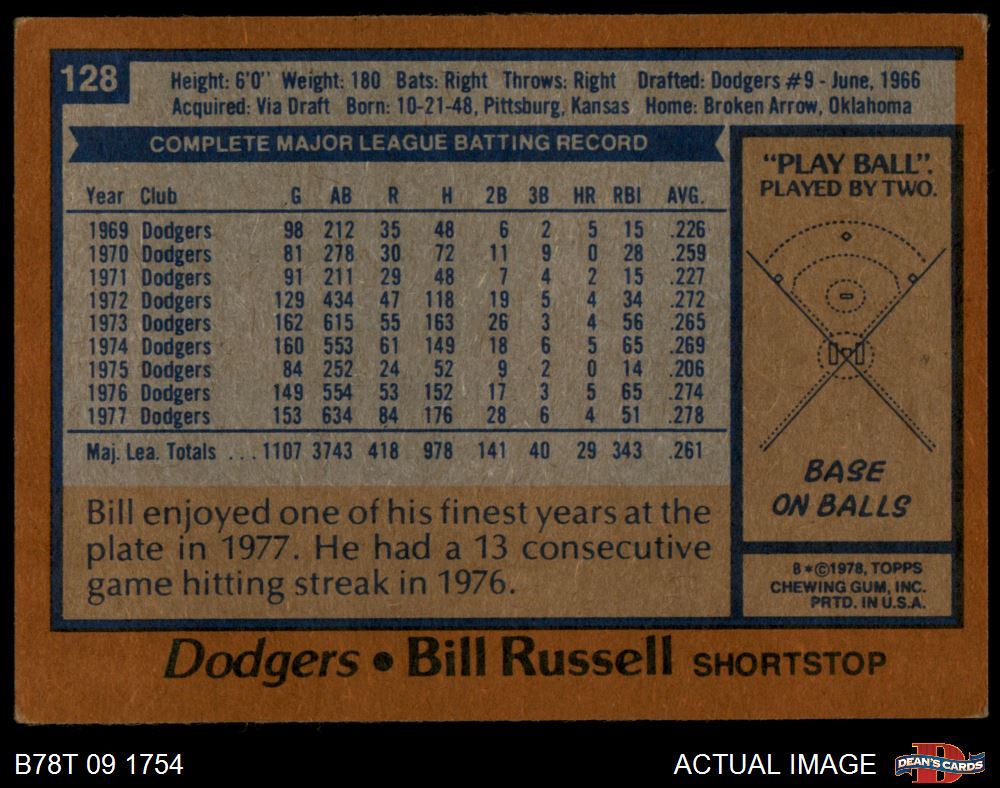 128
Height: 6'0" Weight: 180 Bats: Right Throws: Right Drafted: Dodgers #9 - June, 1966
Acquired: Via Draft Born: 10-21-48, Pittsburg, Kansas Home: Broken Arrow, Oklahoma
COMPLETE MAJOR LEAGUE BATTING RECORD
Year Club G AB R H 2B 3B HR RBI AVG.
1969 Dodgers 98 212 35 48 6 2 5 15 .226
1970 Dodgers 81 278 30 72 11 9 0 28 .259
1971 Dodgers 91 211 29 48 7 4 2 15 .227
1972 Dodgers 129 434 47 118 19 5 4 34 .272
1973 Dodgers 162 615 55 163 26 3 4 56 .265
1974 Dodgers 160 553 61 149 18 6 5 65 .269
1975 Dodgers 84 252 24 52 9 2 0 14 .206
1976 Dodgers 149 554 53 152 17 3 5 65 .274
1977 Dodgers 153 634 84 176 28 6 4 51 .278
Maj. Lea. Totals ...1107 3743 418 978 141 40 29 343 .261
Bill enjoyed one of his finest years at the
plate in 1977. He had a 13 consecutive
game hitting streak in 1976.
"PLAY BALL".
PLAYED BY TWO.
BASE
ON BALLS
B*©1978, TOPPS
CHEWING GUM, INC.
PRTD. IN U.S.A.
Dodgers • Bill Russell SHORTSTOP
B78T 09 1754
ACTUAL IMAGE
D
DEAN'S CARDS